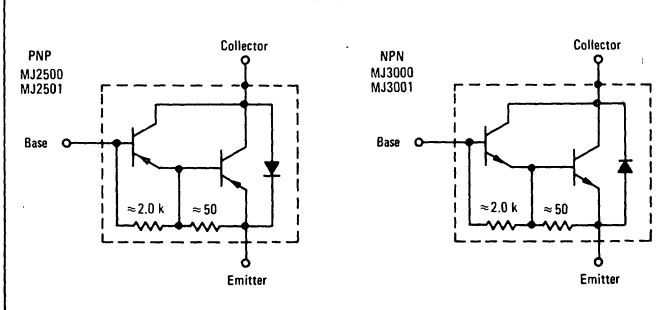 PNP
MJ2500
MJ2501
Collector
Base
≈2.0 k
≈50
Emitter
NPN
MJ3000
MJ3001
Collector
Base
≈2.0 k
≈50
Emitter